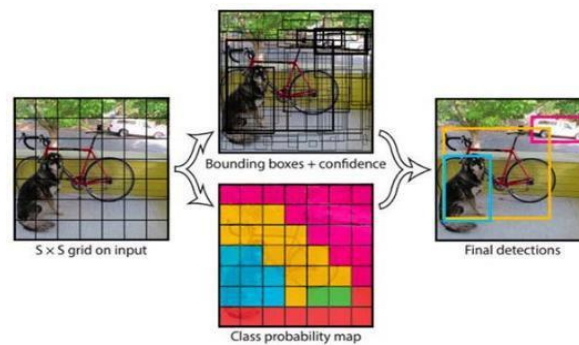 Bounding boxes + confidence
S × S grid on input
Final detections
Class probability map